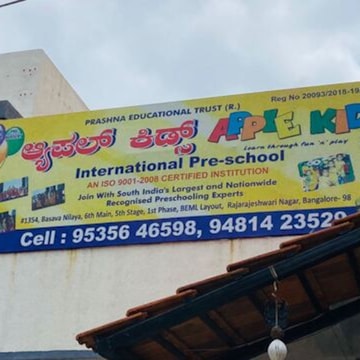 PRASHNA EDUCATIONAL TRUST (R.)
Reg No 20093/2018-19
ಆ್ಯಪಲ್ ಕಿಡ್ಸ್ APPLE KID
Learn through fun 'n' play
International Pre-school
AN ISO 9001-2008 CERTIFIED INSTITUTION
Join With South India's Largest and Nationwide
Recognised Preschooling Experts
#1354, Basava Nilaya, 6th Main, 5th Stage, 1st Phase, BEML Layout, Rajarajeshwari Nagar, Bangalore- 98
Cell : 95356 46598, 94814 23529